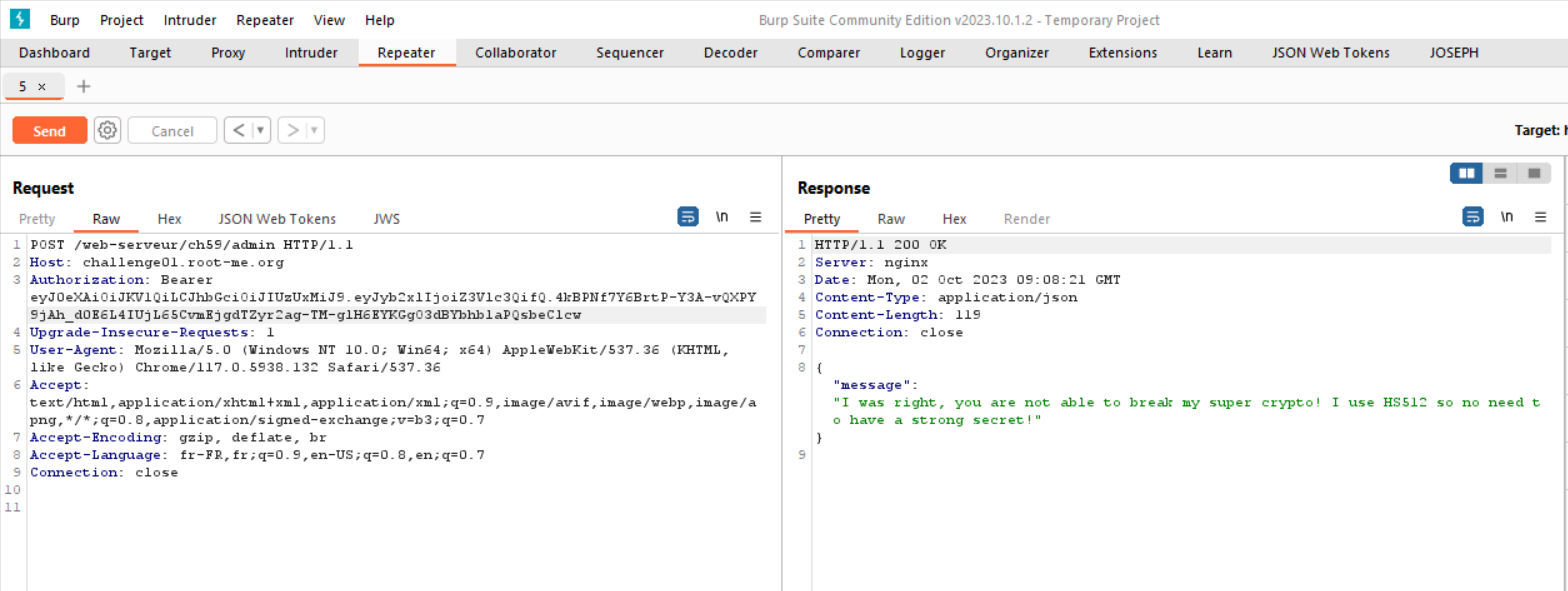 Burp Project Intruder Repeater View Help Burp Suite Community Edition v2023.10.1.2 - Temporary Project
Dashboard Target Proxy Intruder Repeater Collaborator Sequencer Decoder Comparer Logger Organizer Extensions Learn JSON Web Tokens JOSEPH
5 × +
Send Cancel < > Target: h
Request
Pretty Raw Hex JSON Web Tokens JWS \n
1 POST /web-serveur/ch59/admin HTTP/1.1
2 Host: challenge01.root-me.org
3 Authorization: Bearer
eyJ0eXAiOiJKV1QiLCJhbGciOiJIUzUxMiJ9.eyJyb2xlIjoiZ3Vlc3QifQ.4kBPNf7Y6BrtP-Y3A-vQXPY
9jAh_d0E6L4IUjL65CvmEjgdTZyr2ag-TM-glH6EYKGg03dBYbhblaPQsbeC1cw
4 Upgrade-Insecure-Requests: 1
5 User-Agent: Mozilla/5.0 (Windows NT 10.0; Win64; x64) AppleWebKit/537.36 (KHTML,
like Gecko) Chrome/117.0.5938.132 Safari/537.36
6 Accept:
text/html,application/xhtml+xml,application/xml;q=0.9,image/avif,image/webp,image/a
png,*/*;q=0.8,application/signed-exchange;v=b3;q=0.7
7 Accept-Encoding: gzip, deflate, br
8 Accept-Language: fr-FR,fr;q=0.9,en-US;q=0.8,en;q=0.7
9 Connection: close
10
11
Response
Pretty Raw Hex Render \n
1 HTTP/1.1 200 OK
2 Server: nginx
3 Date: Mon, 02 Oct 2023 09:08:21 GMT
4 Content-Type: application/json
5 Content-Length: 119
6 Connection: close
7
8 {
"message":
"I was right, you are not able to break my super crypto! I use HS512 so no need t
o have a strong secret!"
}
9